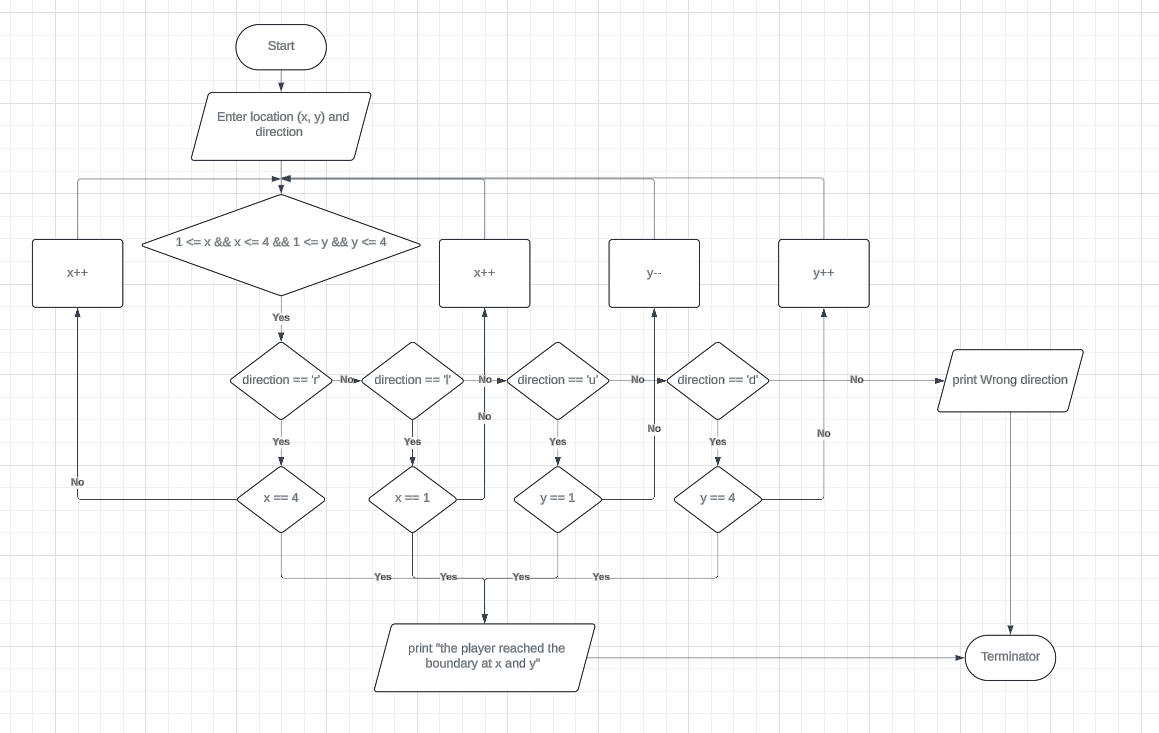 Start
Enter location (x, y) and
direction
1 <= x && x <= 4 && 1 <= y && y <= 4
x++
x++
y--
y++
Yes
direction == 'r'
No
direction == 'l'
No
direction == 'u'
No
direction == 'd'
No
print Wrong direction
No
No
No
Yes
Yes
Yes
Yes
No
x == 4
x == 1
y == 1
y == 4
Yes
Yes
Yes
Yes
print "the player reached the
boundary at x and y"
Terminator